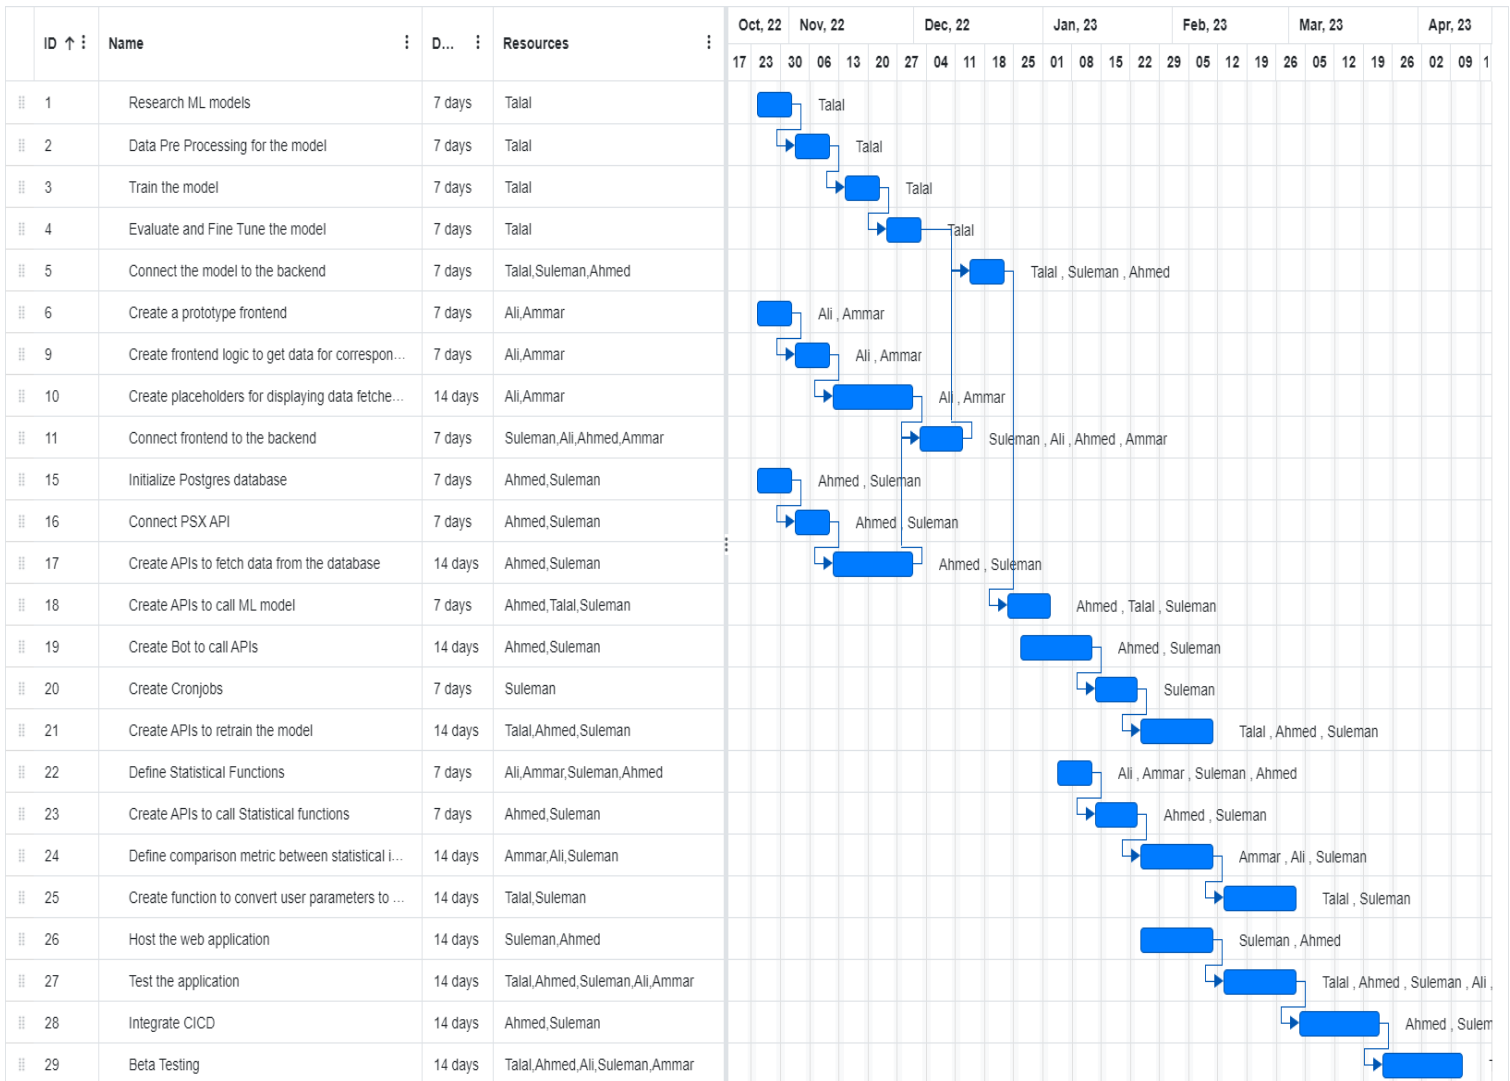 Oct, 22 Nov, 22 Dec, 22 Jan, 23 Feb, 23 Mar, 23 Apr, 23
ID Name D... Resources
17 23 30 06 13 20 27 04 11 18 25 01 08 15 22 29 05 12 19 26 05 12 19 26 02 09 1
1 Research ML models 7 days Talal Talal
2 Data Pre Processing for the model 7 days Talal Talal
3 Train the model 7 days Talal Talal
4 Evaluate and Fine Tune the model 7 days Talal Talal
5 Connect the model to the backend 7 days Talal,Suleman,Ahmed Talal , Suleman , Ahmed
6 Create a prototype frontend 7 days Ali,Ammar Ali , Ammar
9 Create frontend logic to get data for correspon... 7 days Ali,Ammar Ali , Ammar
10 Create placeholders for displaying data fetche... 14 days Ali,Ammar Ali , Ammar
11 Connect frontend to the backend 7 days Suleman,Ali,Ahmed,Ammar Suleman , Ali , Ahmed , Ammar
15 Initialize Postgres database 7 days Ahmed,Suleman Ahmed , Suleman
16 Connect PSX API 7 days Ahmed,Suleman Ahmed , Suleman
17 Create APIs to fetch data from the database 14 days Ahmed,Suleman Ahmed , Suleman
18 Create APIs to call ML model 7 days Ahmed,Talal,Suleman Ahmed , Talal , Suleman
19 Create Bot to call APIs 14 days Ahmed,Suleman Ahmed , Suleman
20 Create Cronjobs 7 days Suleman Suleman
21 Create APIs to retrain the model 14 days Talal,Ahmed,Suleman Talal , Ahmed , Suleman
22 Define Statistical Functions 7 days Ali,Ammar,Suleman,Ahmed Ali , Ammar , Suleman , Ahmed
23 Create APIs to call Statistical functions 7 days Ahmed,Suleman Ahmed , Suleman
24 Define comparison metric between statistical i... 14 days Ammar,Ali,Suleman Ammar , Ali , Suleman
25 Create function to convert user parameters to ... 14 days Talal,Suleman Talal , Suleman
26 Host the web application 14 days Suleman,Ahmed Suleman , Ahmed
27 Test the application 14 days Talal,Ahmed,Suleman,Ali,Ammar Talal , Ahmed , Suleman , Ali ,
28 Integrate CICD 14 days Ahmed,Suleman Ahmed , Sulem
29 Beta Testing 14 days Talal,Ahmed,Ali,Suleman,Ammar